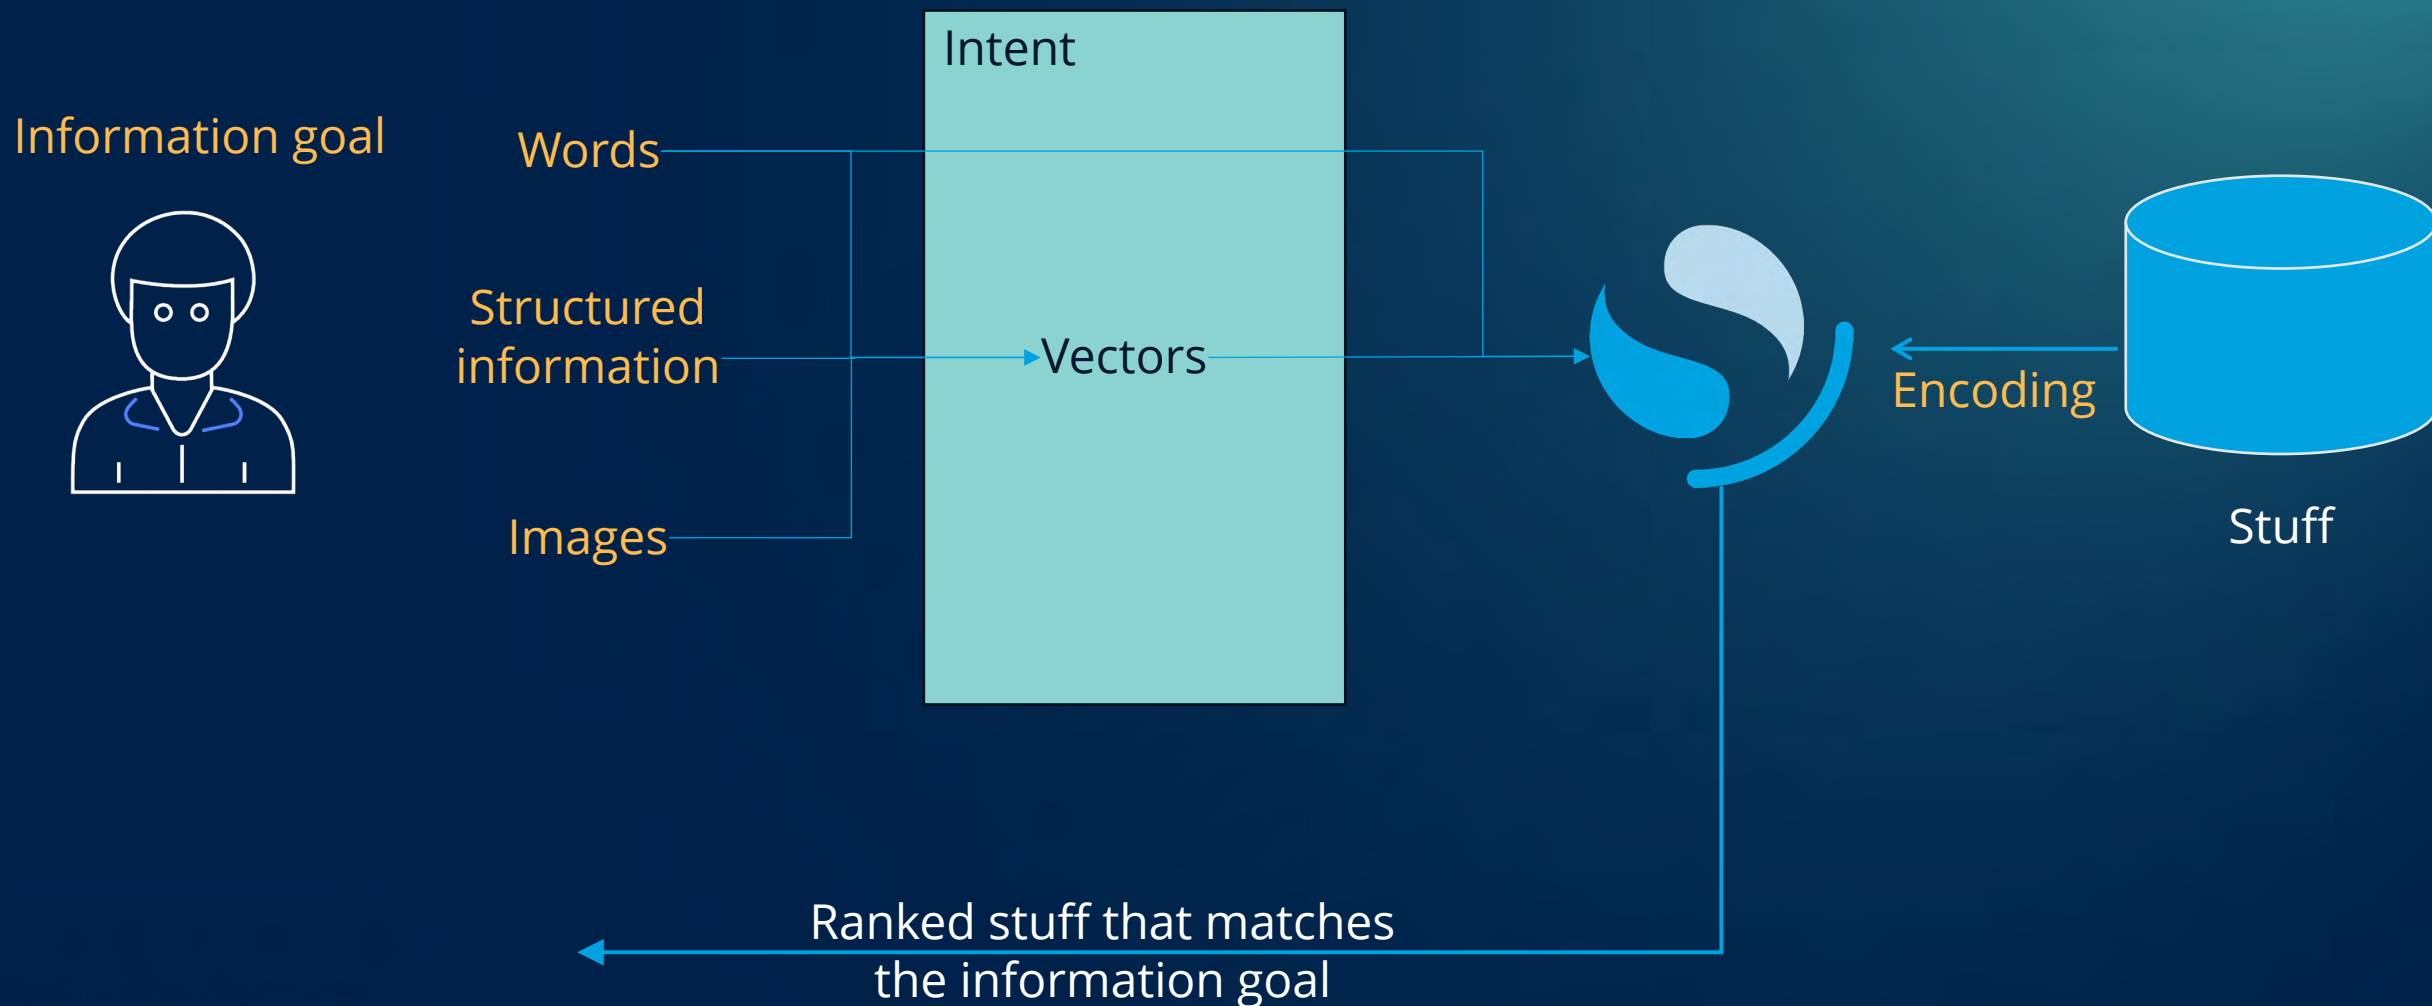 Intent
Information goal
Words
Structured
information
Vectors
Images
Encoding
Stuff
Ranked stuff that matches
the information goal